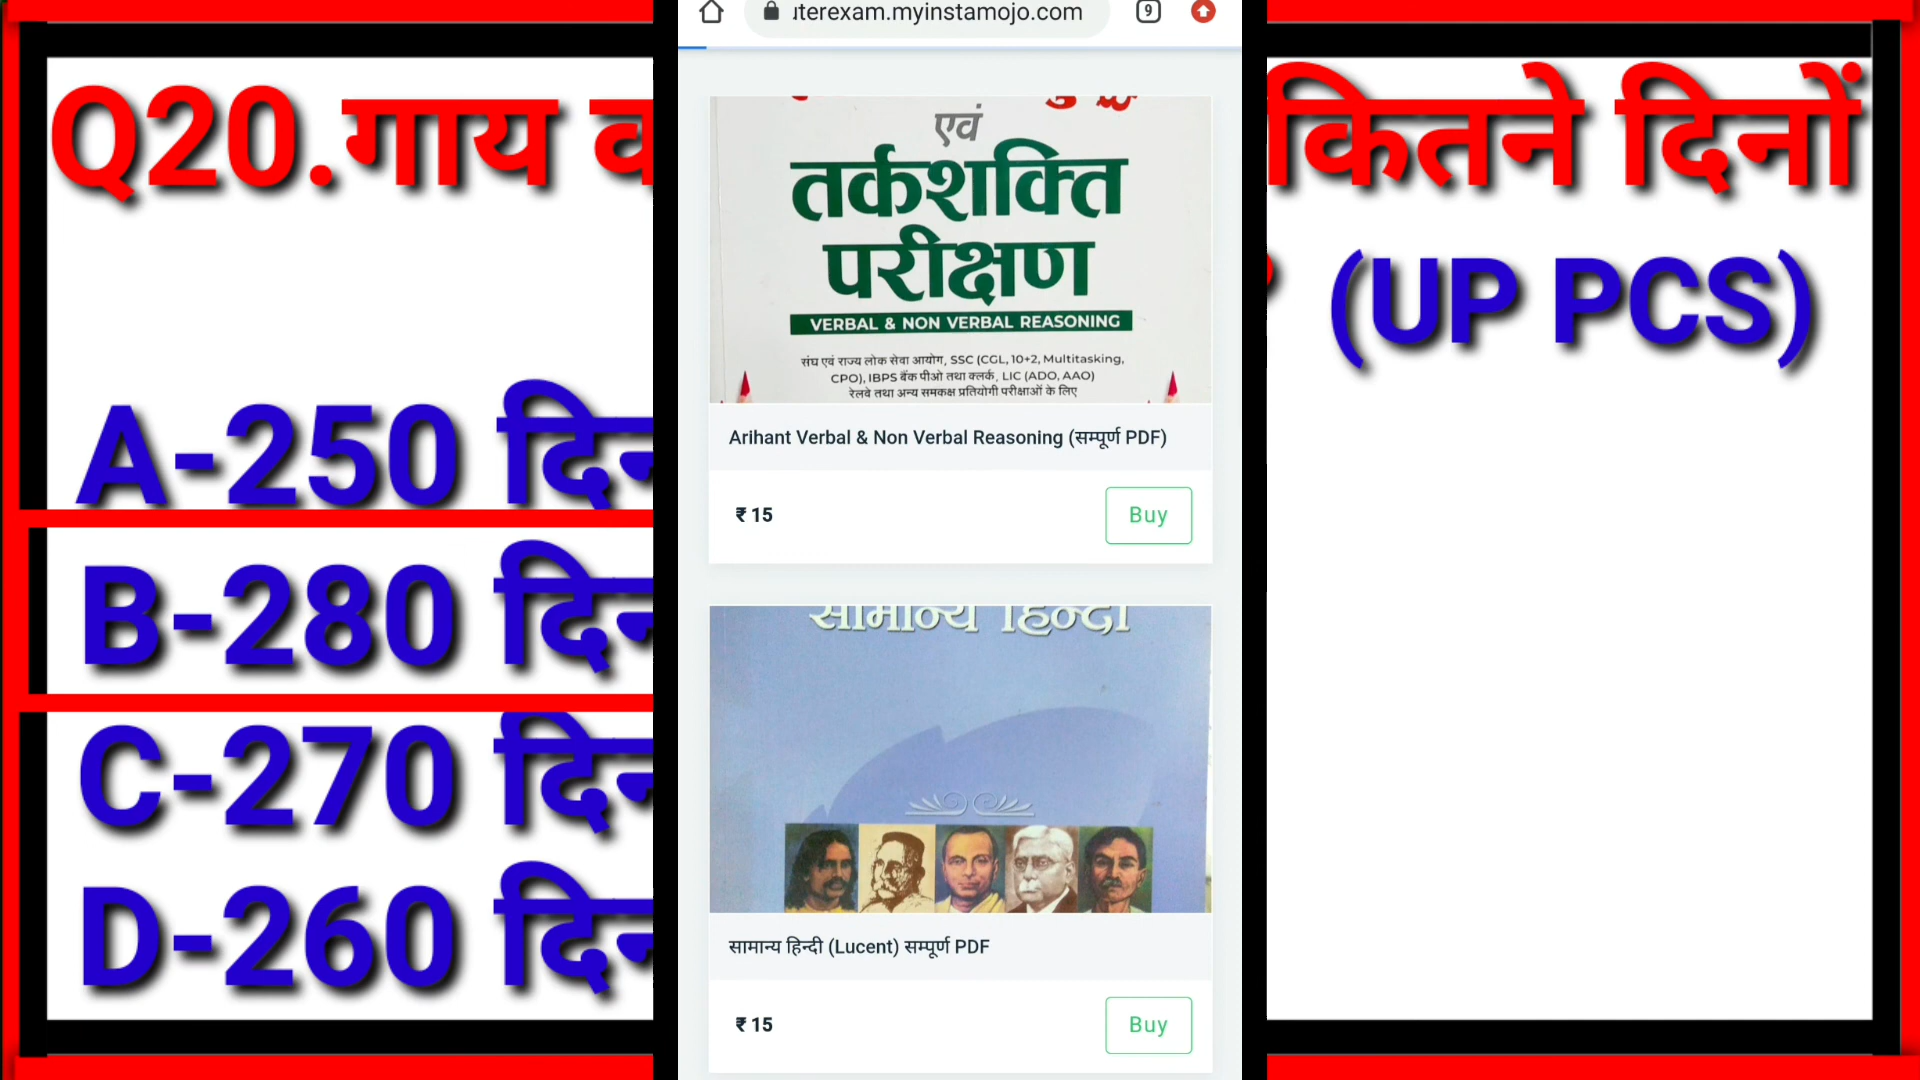 Q20.गाय
कितने दिनों
(UP PCS)
A-250
B-280
C-270
D-260
uterexam.myinstamojo.com
9
एवं
तर्कशक्ति
परीक्षण
VERBAL & NON VERBAL REASONING
संघ एवं राज्य लोक सेवा आयोग, SSC (CGL, 10+2, Multitasking,
CPO), IBPS बैंक पीओ तथा क्लर्क, LIC (ADO, AAO)
रेलवे तथा अन्य समकक्ष प्रतियोगी परीक्षाओं के लिए
Arihant Verbal & Non Verbal Reasoning (सम्पूर्ण PDF)
₹ 15
Buy
सामान्य हिन्दी
सामान्य हिन्दी (Lucent) सम्पूर्ण PDF
₹ 15
Buy